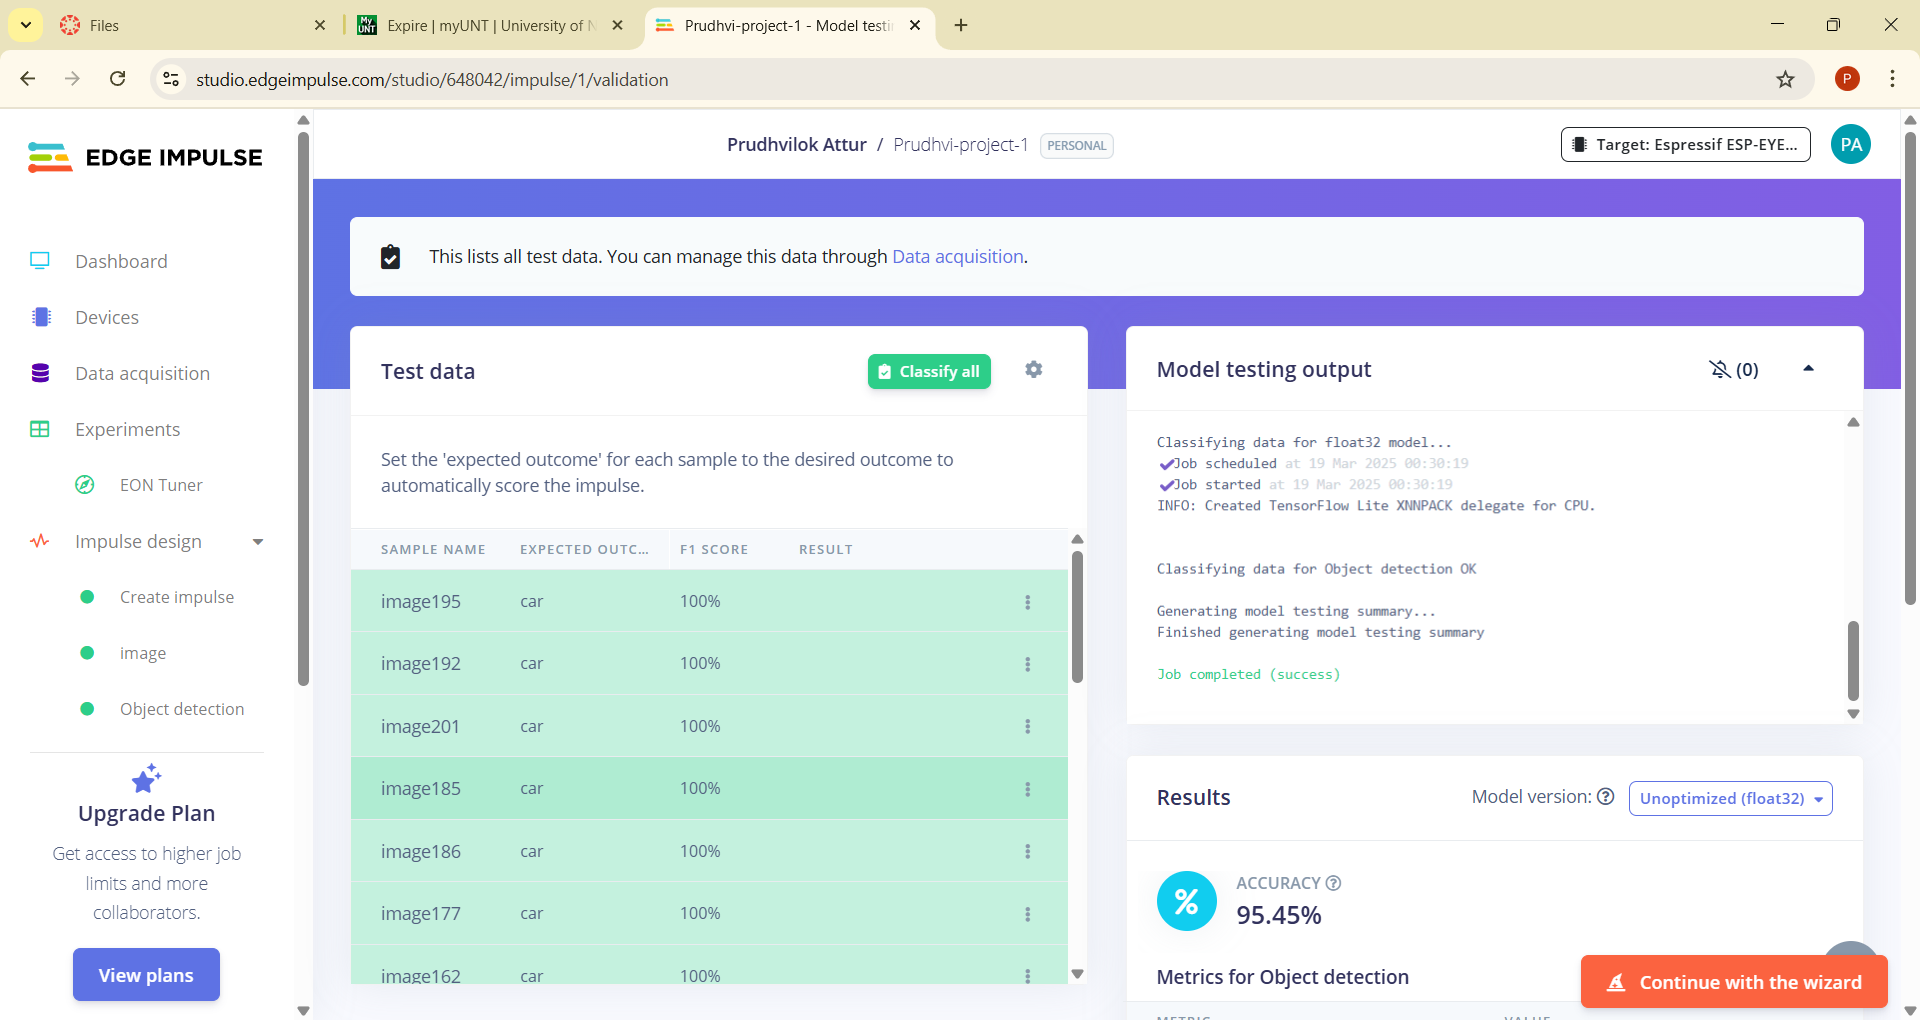 Files
Expire | myUNT | University of N
Prudhvi-project-1 - Model testi
studio.edgeimpulse.com/studio/648042/impulse/1/validation
P
EDGE IMPULSE
Prudhvilok Attur / Prudhvi-project-1 PERSONAL
Target: Espressif ESP-EYE...
PA
Dashboard
Devices
Data acquisition
Experiments
EON Tuner
Impulse design
Create impulse
image
Object detection
Upgrade Plan
Get access to higher job
limits and more
collaborators.
View plans
This lists all test data. You can manage this data through Data acquisition.
Test data
Classify all
Set the 'expected outcome' for each sample to the desired outcome to
automatically score the impulse.
SAMPLE NAME EXPECTED OUTC... F1 SCORE RESULT
image195 car 100%
image192 car 100%
image201 car 100%
image185 car 100%
image186 car 100%
image177 car 100%
image162 car 100%
Model testing output
(0)
Classifying data for float32 model...
Job scheduled at 19 Mar 2025 00:30:19
Job started at 19 Mar 2025 00:30:19
INFO: Created TensorFlow Lite XNNPACK delegate for CPU.
Classifying data for Object detection OK
Generating model testing summary...
Finished generating model testing summary
Job completed (success)
Results
Model version: Unoptimized (float32)
% ACCURACY
95.45%
Metrics for Object detection
METRIC VALUE
Continue with the wizard